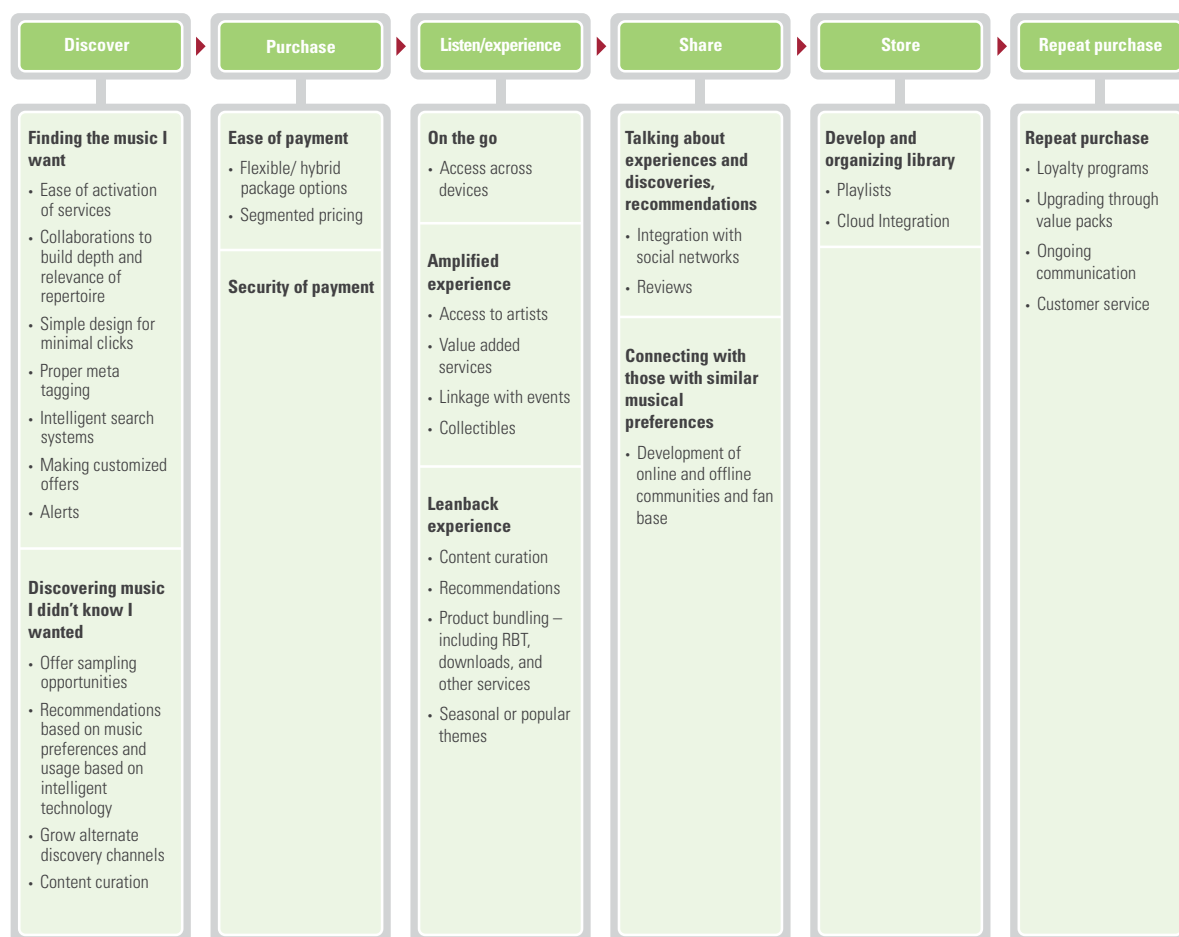 Discover
Purchase
Listen/experience
Share
Store
Repeat purchase
Finding the music I
want
• Ease of activation
of services
• Collaborations to
build depth and
relevance of
repertoire
• Simple design for
minimal clicks
• Proper meta
tagging
• Intelligent search
systems
• Making customized
offers
• Alerts
Discovering music
I didn't know I
wanted
• Offer sampling
opportunities
• Recommendations
based on music
preferences and
usage based on
intelligent
technology
• Grow alternate
discovery channels
• Content curation
Ease of payment
• Flexible/ hybrid
package options
• Segmented pricing
Security of payment
On the go
• Access across
devices
Amplified
experience
• Access to artists
• Value added
services
• Linkage with events
• Collectibles
Leanback
experience
• Content curation
• Recommendations
• Product bundling –
including RBT,
downloads, and
other services
• Seasonal or popular
themes
Talking about
experiences and
discoveries,
recommendations
• Integration with
social networks
• Reviews
Connecting with
those with similar
musical
preferences
• Development of
online and offline
communities and fan
base
Develop and
organizing library
• Playlists
• Cloud Integration
Repeat purchase
• Loyalty programs
• Upgrading through
value packs
• Ongoing
communication
• Customer service